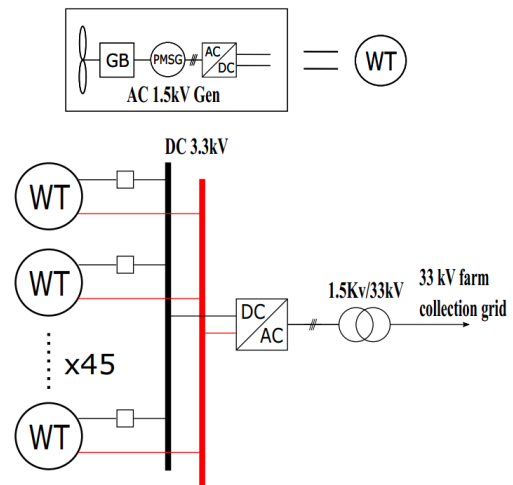 GB
PMSG
AC
DC
WT
AC 1.5kV Gen
DC 3.3kV
WT
WT
x45
WT
DC
AC
1.5Kv/33kV
33 kV farm
collection grid